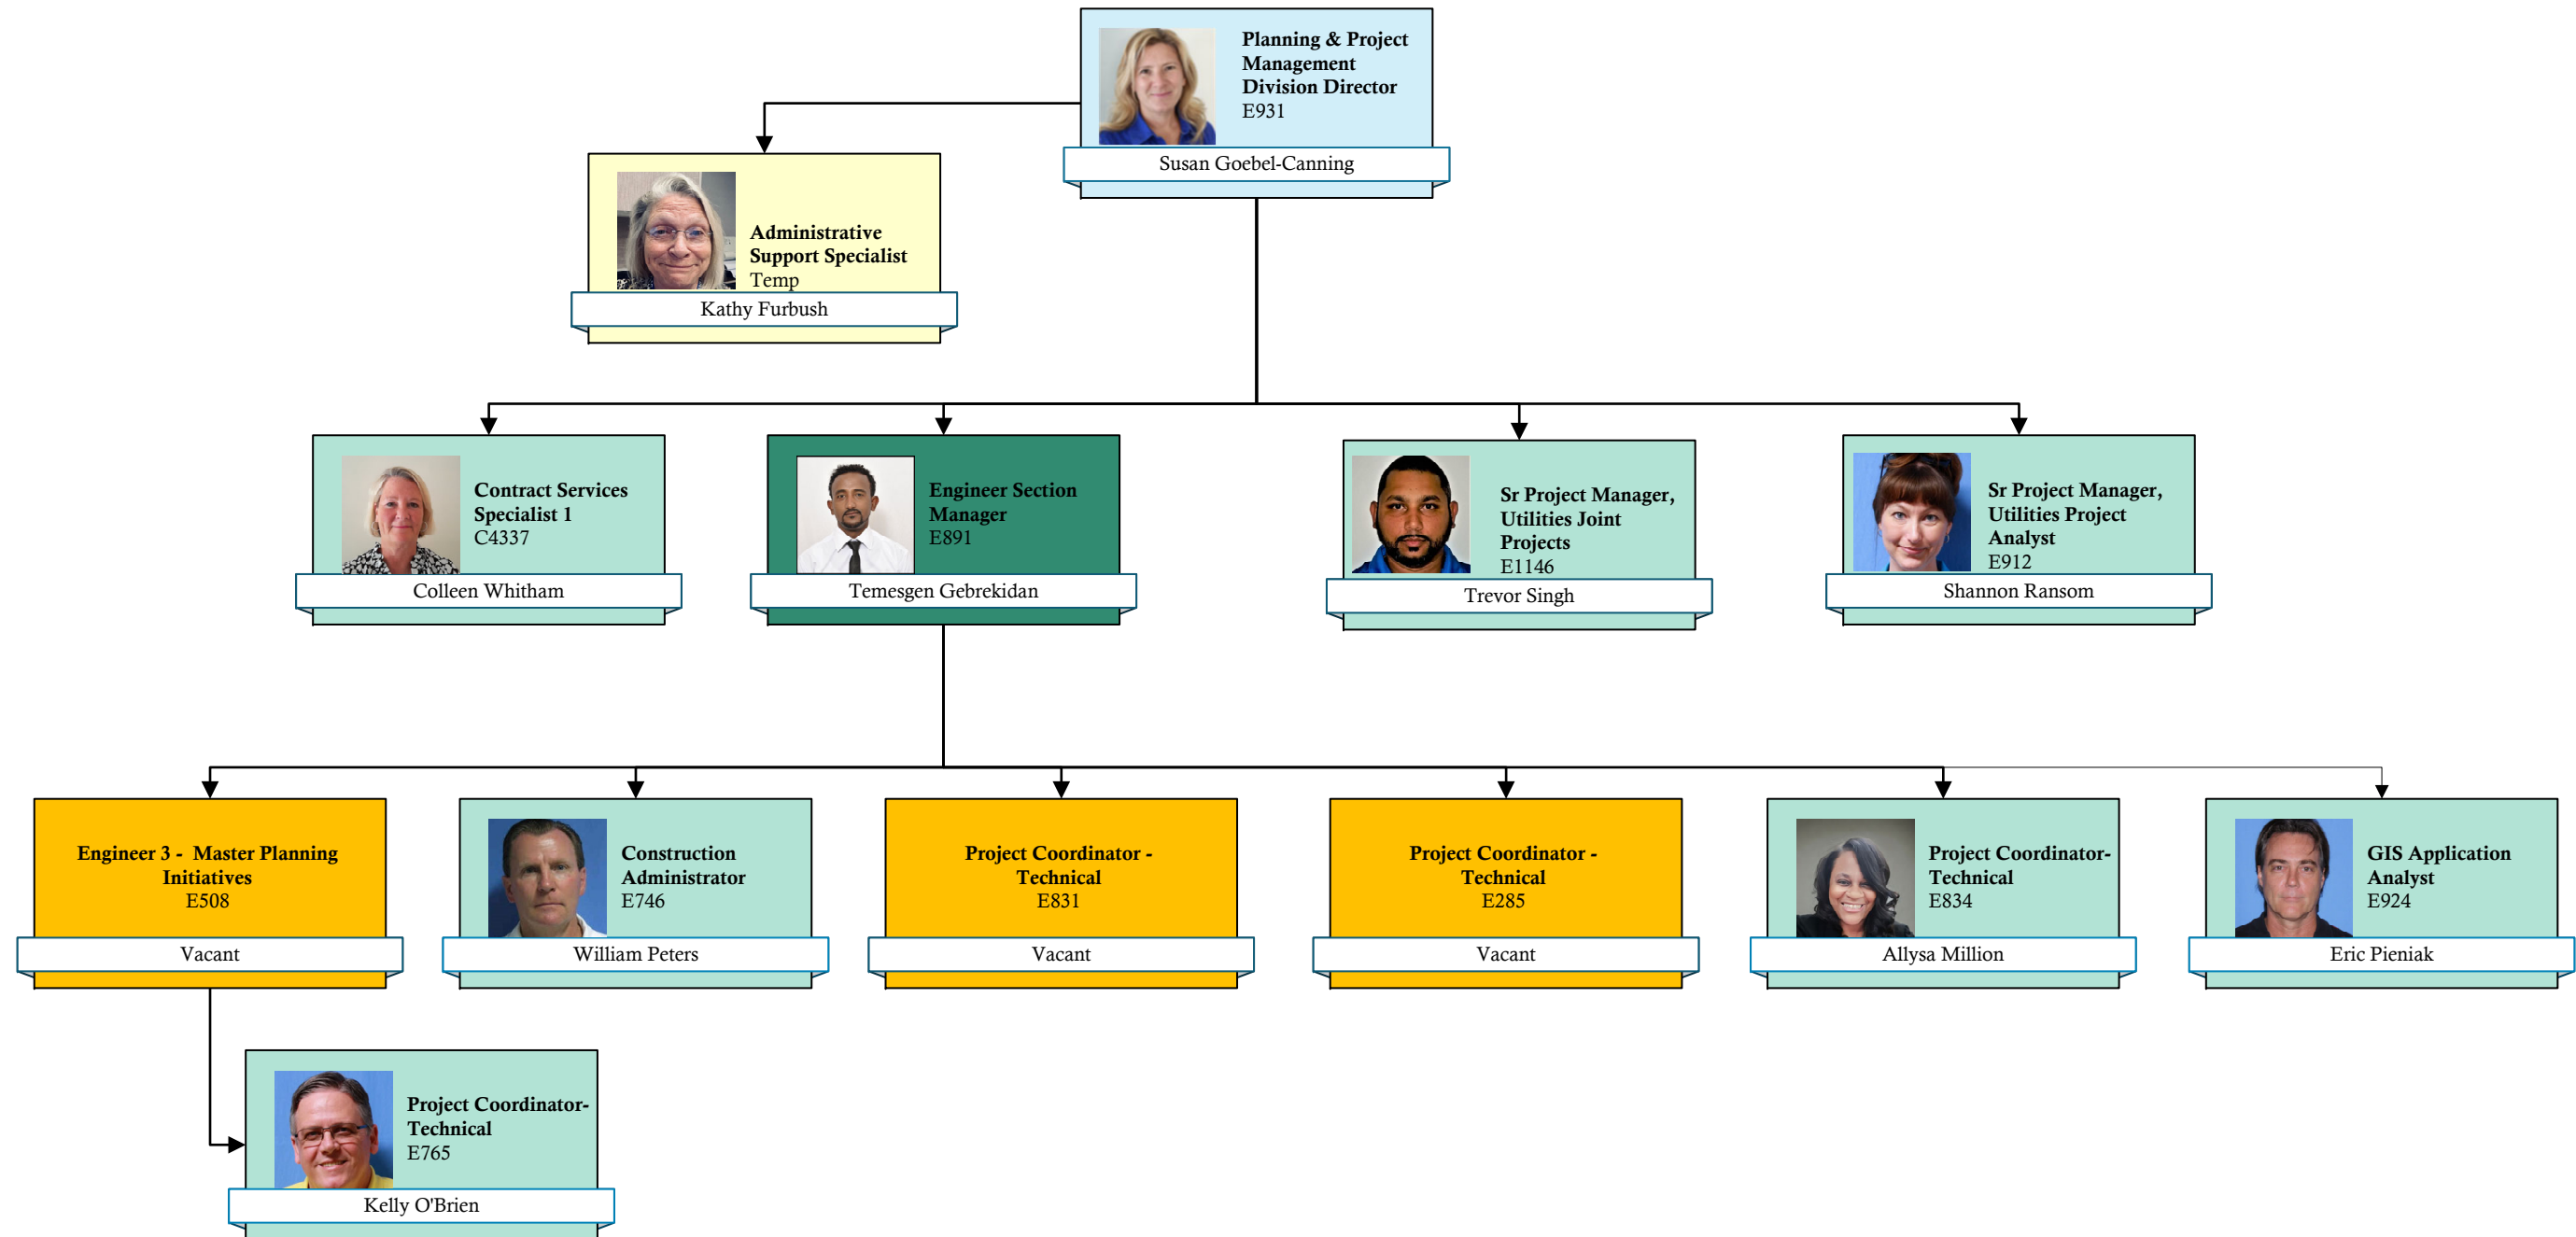 Planning & Project
Management
Division Director
E931
Susan Goebel-Canning
Administrative
Support Specialist
Temp
Kathy Furbush
Contract Services
Specialist 1
C4337
Colleen Whitham
Engineer Section
Manager
E891
Temesgen Gebrekidan
Sr Project Manager,
Utilities Joint
Projects
E1146
Trevor Singh
Sr Project Manager,
Utilities Project
Analyst
E912
Shannon Ransom
Engineer 3 -  Master Planning
Initiatives
E508
Vacant
Construction
Administrator
E746
William Peters
Project Coordinator -
Technical
E831
Vacant
Project Coordinator -
Technical
E285
Vacant
Project Coordinator-
Technical
E834
Allysa Million
GIS Application
Analyst
E924
Eric Pieniak
Project Coordinator-
Technical
E765
Kelly O'Brien